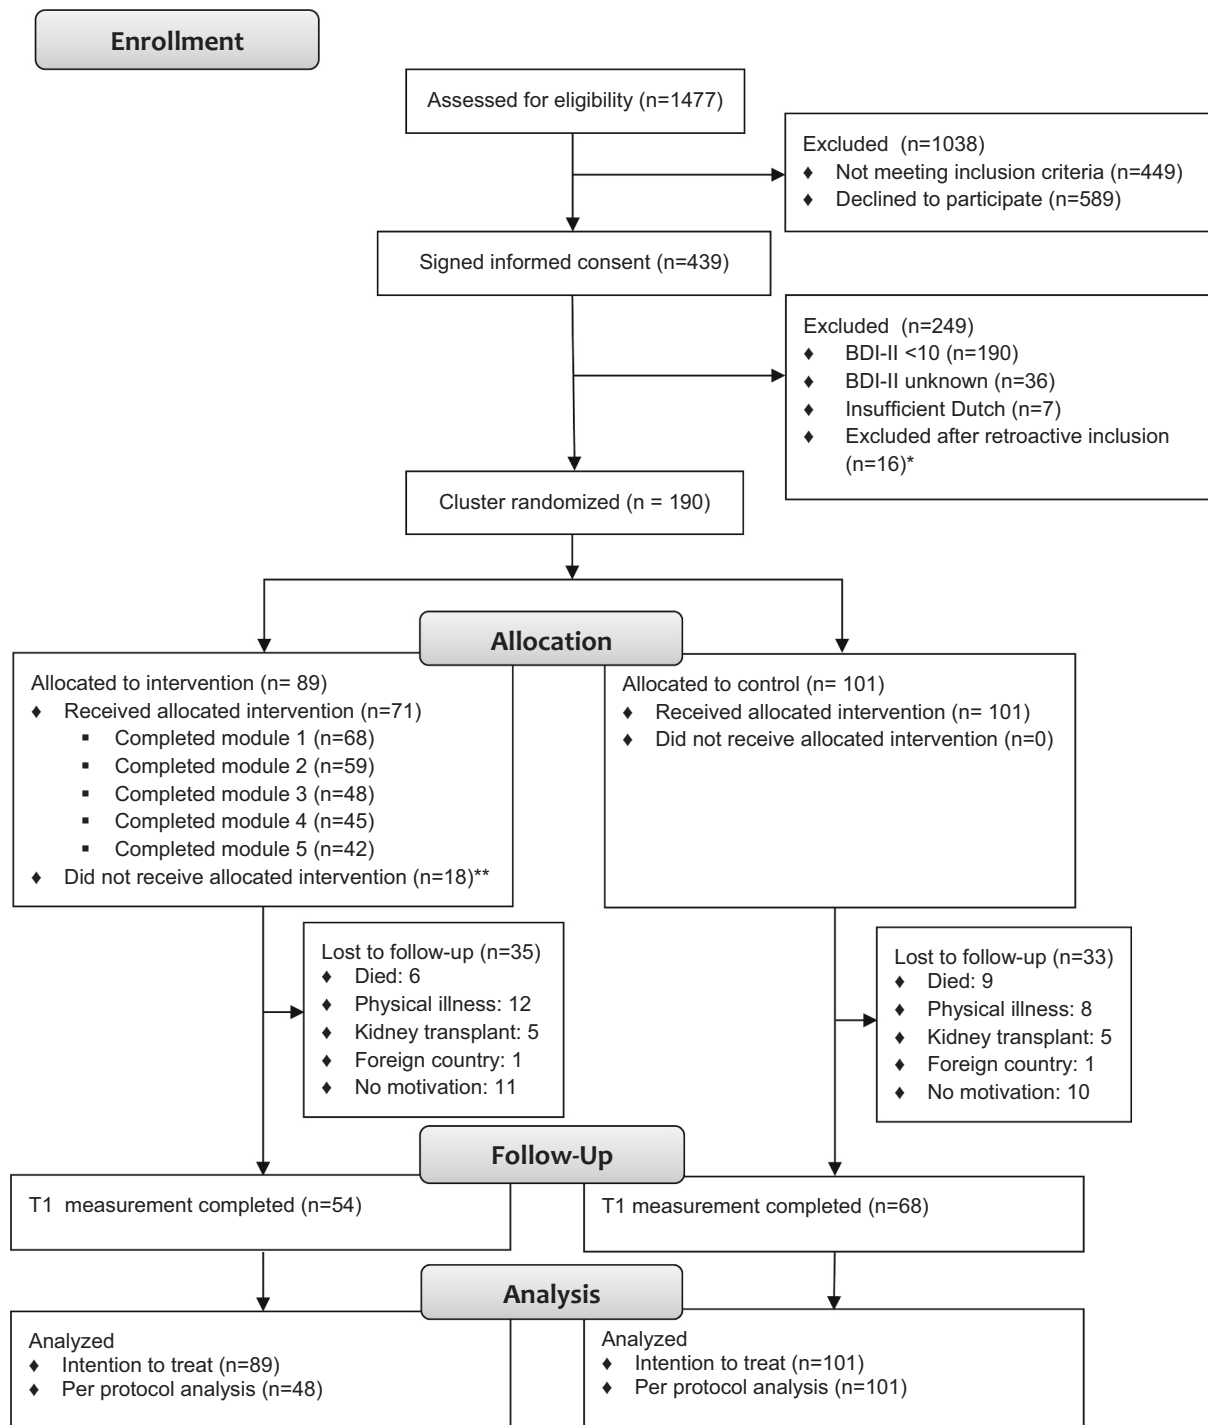 Enrollment
Assessed for eligibility (n=1477)
Excluded (n=1038)
♦ Not meeting inclusion criteria (n=449)
♦ Declined to participate (n=589)
Signed informed consent (n=439)
Excluded (n=249)
♦ BDI-II <10 (n=190)
♦ BDI-II unknown (n=36)
♦ Insufficient Dutch (n=7)
♦ Excluded after retroactive inclusion
(n=16)*
Cluster randomized (n = 190)
Allocation
Allocated to intervention (n= 89)
♦ Received allocated intervention (n=71)
▪ Completed module 1 (n=68)
▪ Completed module 2 (n=59)
▪ Completed module 3 (n=48)
▪ Completed module 4 (n=45)
▪ Completed module 5 (n=42)
♦ Did not receive allocated intervention (n=18)**
Allocated to control (n= 101)
♦ Received allocated intervention (n= 101)
♦ Did not receive allocated intervention (n=0)
Lost to follow-up (n=35)
♦ Died: 6
♦ Physical illness: 12
♦ Kidney transplant: 5
♦ Foreign country: 1
♦ No motivation: 11
Lost to follow-up (n=33)
♦ Died: 9
♦ Physical illness: 8
♦ Kidney transplant: 5
♦ Foreign country: 1
♦ No motivation: 10
Follow-Up
T1 measurement completed (n=54)
T1 measurement completed (n=68)
Analysis
Analyzed
♦ Intention to treat (n=89)
♦ Per protocol analysis (n=48)
Analyzed
♦ Intention to treat (n=101)
♦ Per protocol analysis (n=101)